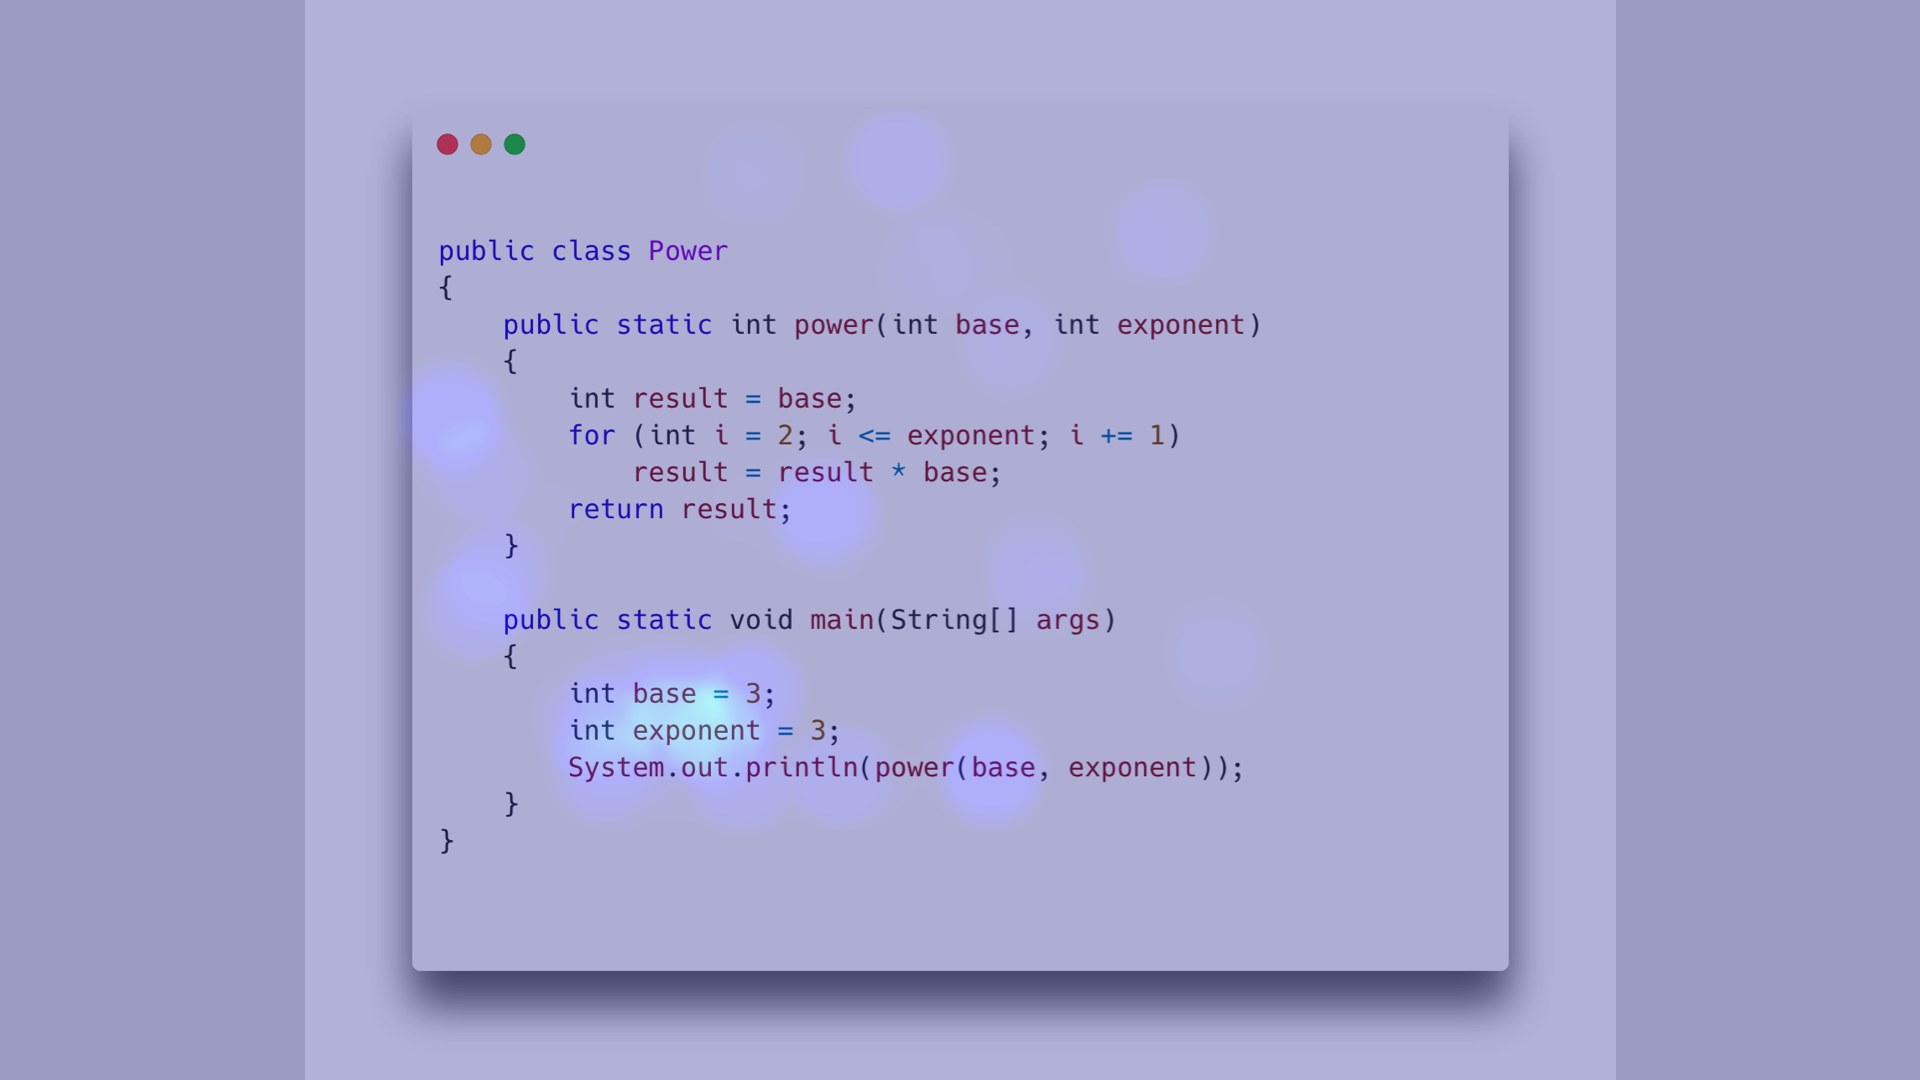 public class Power
{
    public static int power(int base, int exponent)
    {
        int result = base;
        for (int i = 2; i <= exponent; i += 1)
            result = result * base;
        return result;
    }

    public static void main(String[] args)
    {
        int base = 3;
        int exponent = 3;
        System.out.println(power(base, exponent));
    }
}